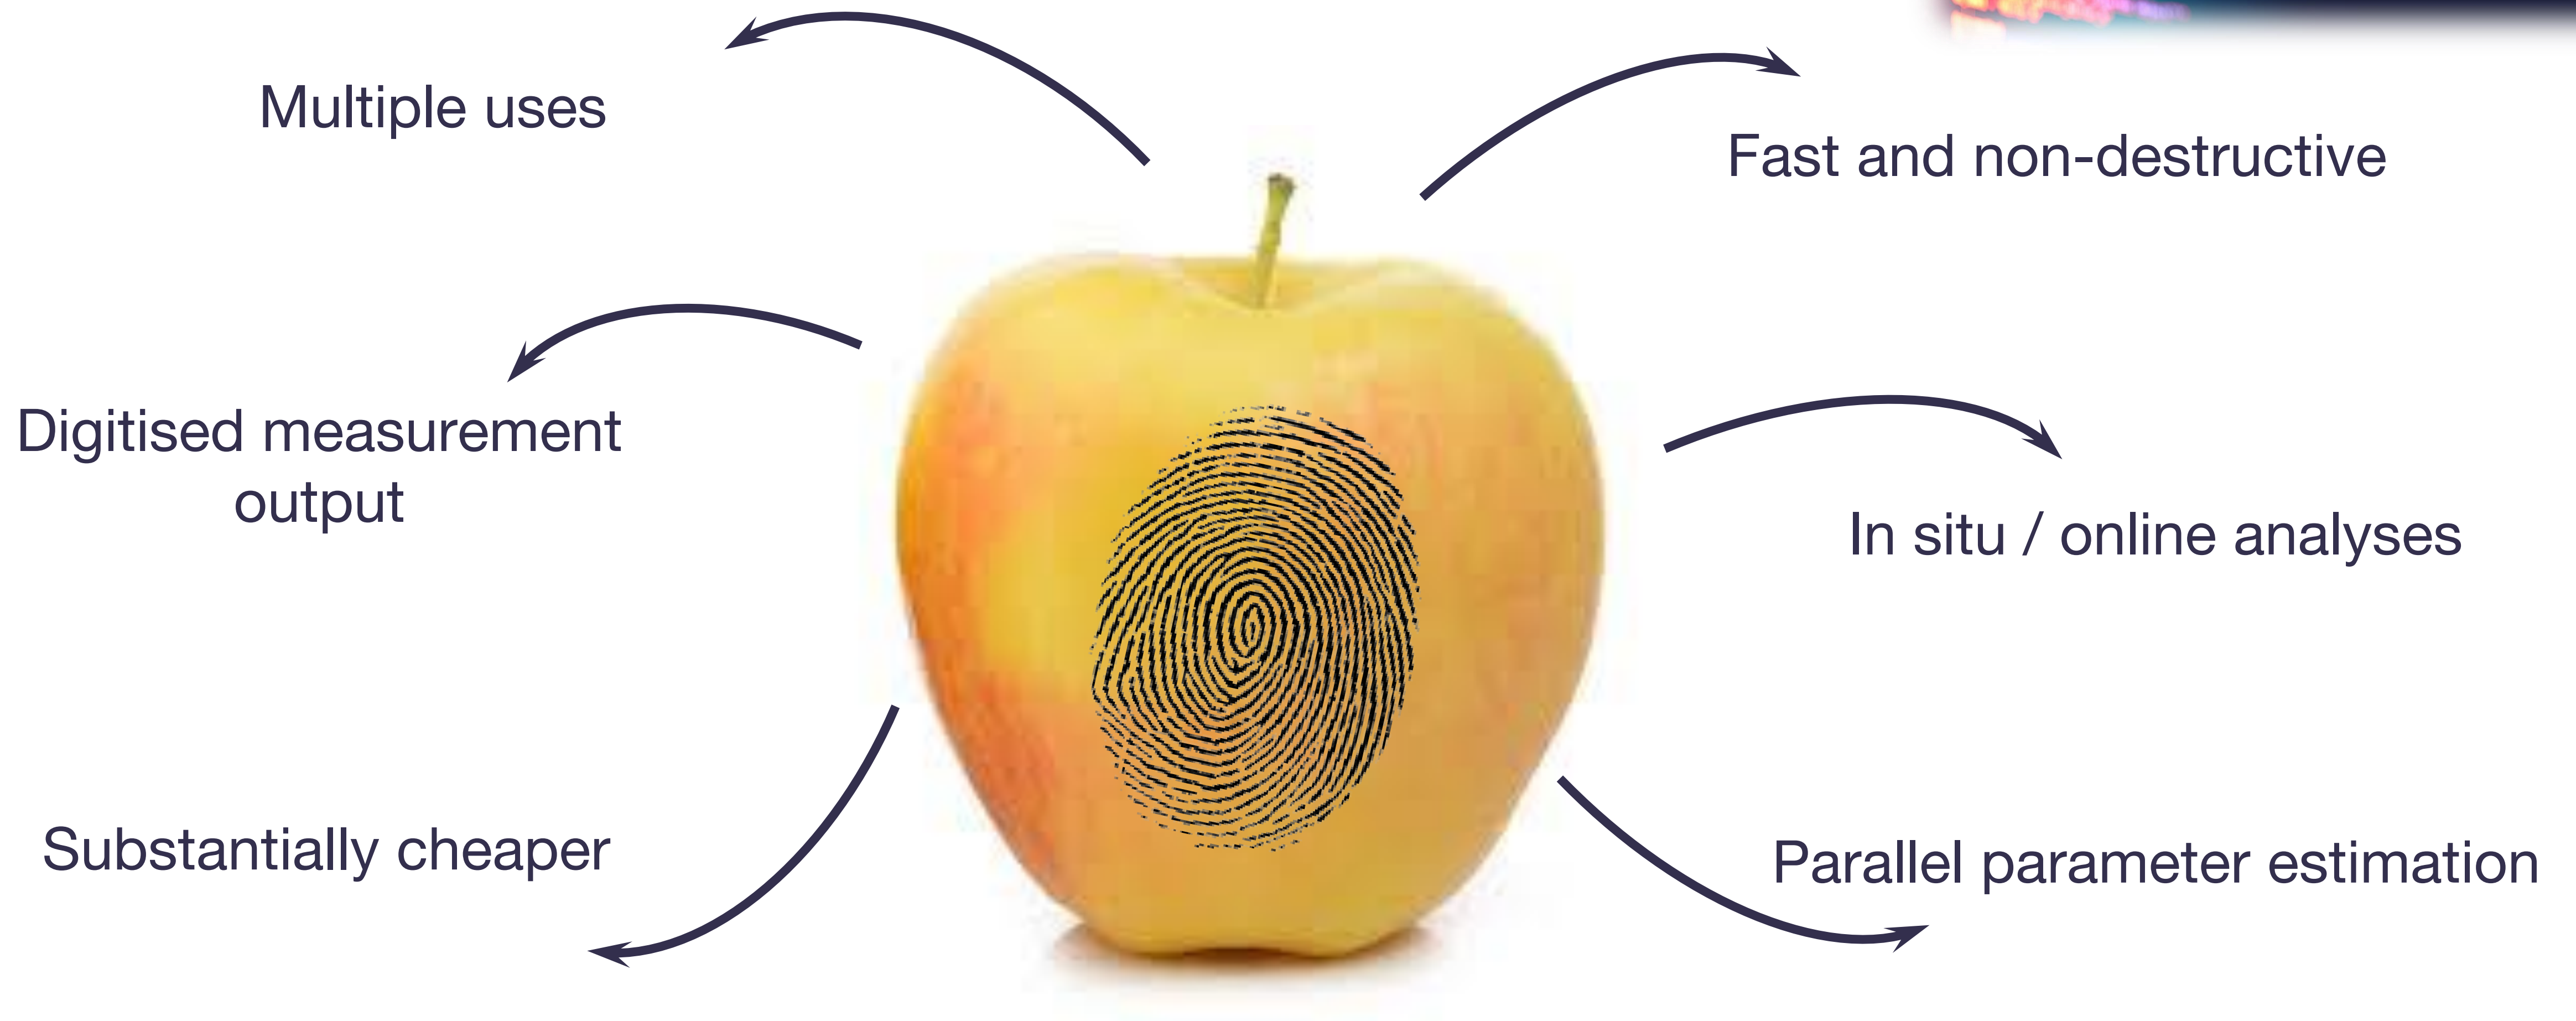 Multiple uses
Fast and non-destructive
Digitised measurement
output
In situ / online analyses
Substantially cheaper
Parallel parameter estimation